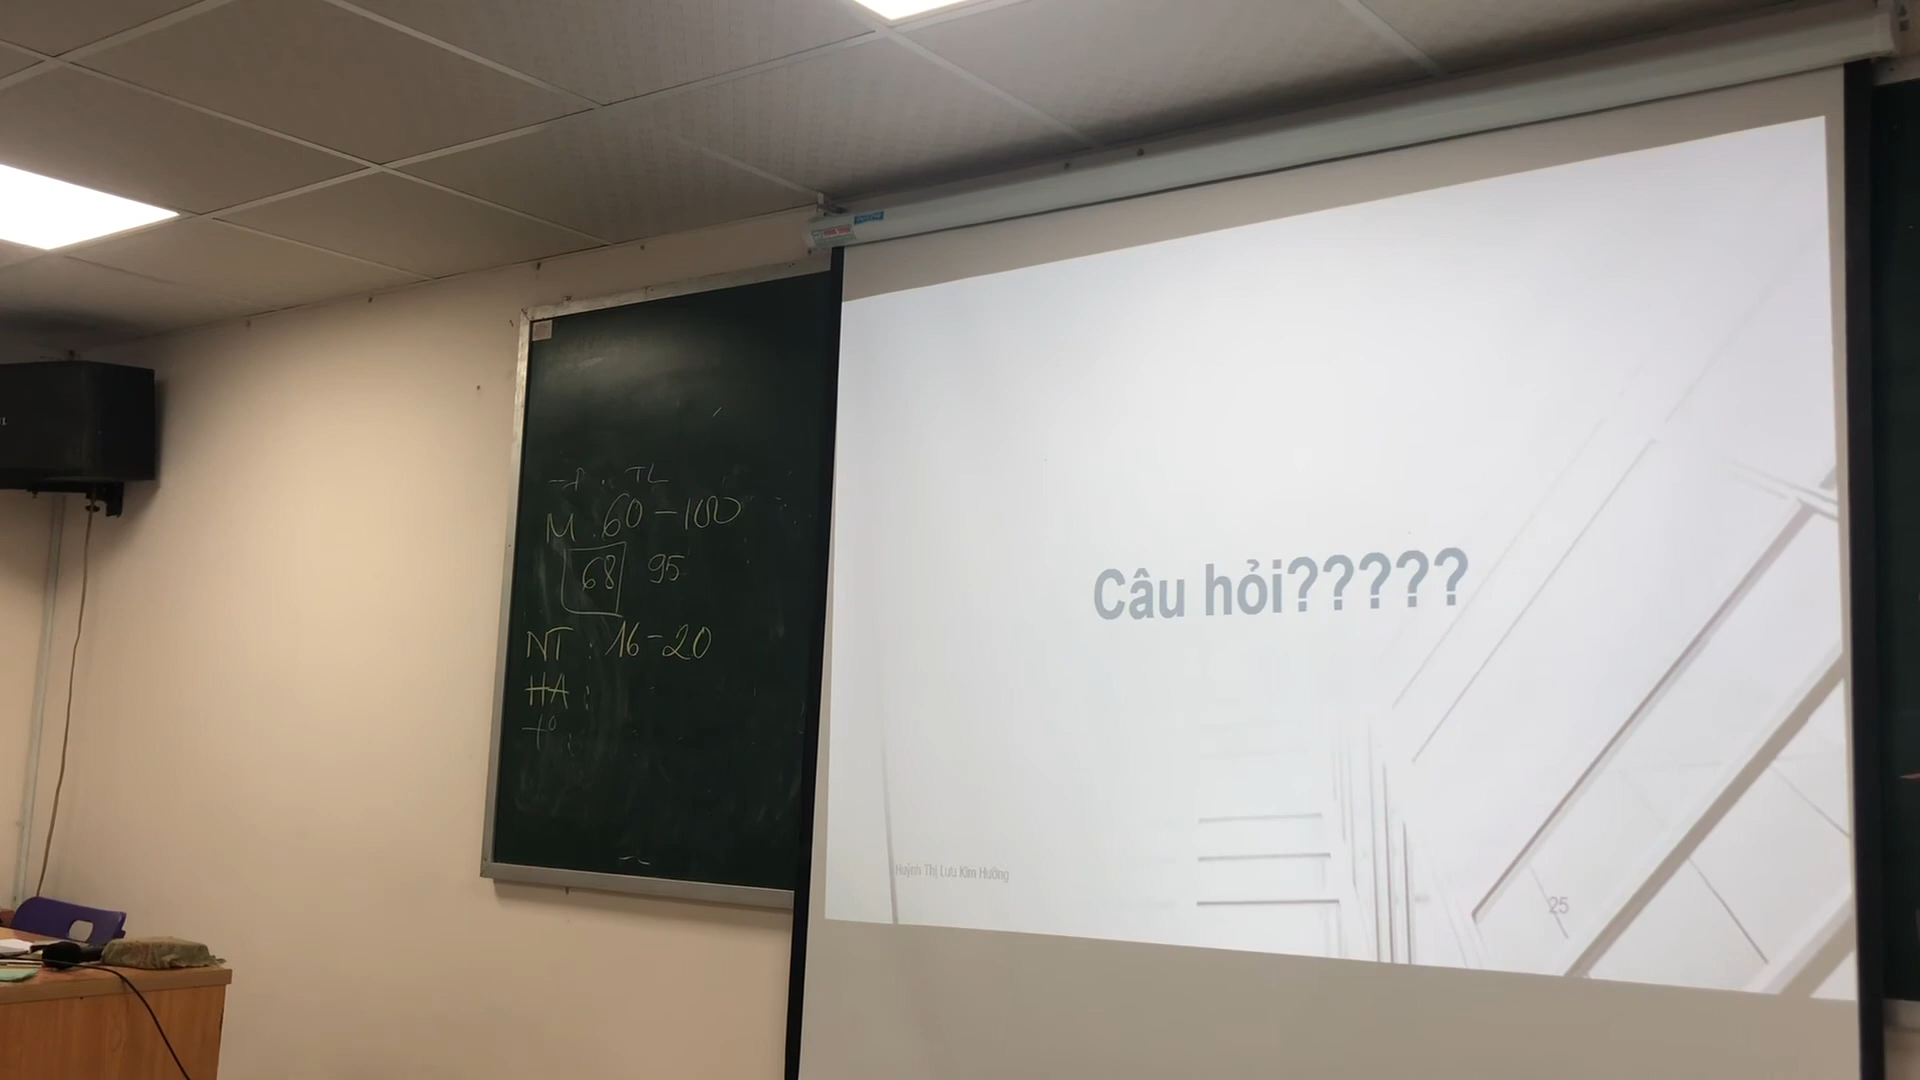 TL
M : 60 - 100
68 95
NT : 16 - 20
HA :
t° :
Câu hỏi?????
Huỳnh Thị Lưu Kim Hường
25